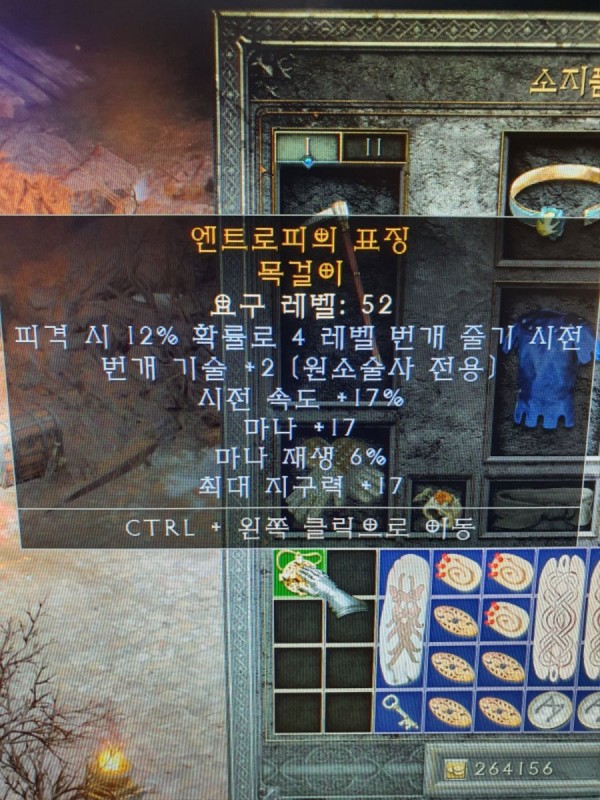 소지품
I II
엔트로피의 표징
목걸이
요구 레벨: 52
피격 시 12% 확률로 4 레벨 번개 줄기 시전
번개 기술 +2 (원소술사 전용)
시전 속도 +17%
마나 +17
마나 재생 6%
최대 지구력 +17
CTRL + 왼쪽 클릭으로 이동
264156